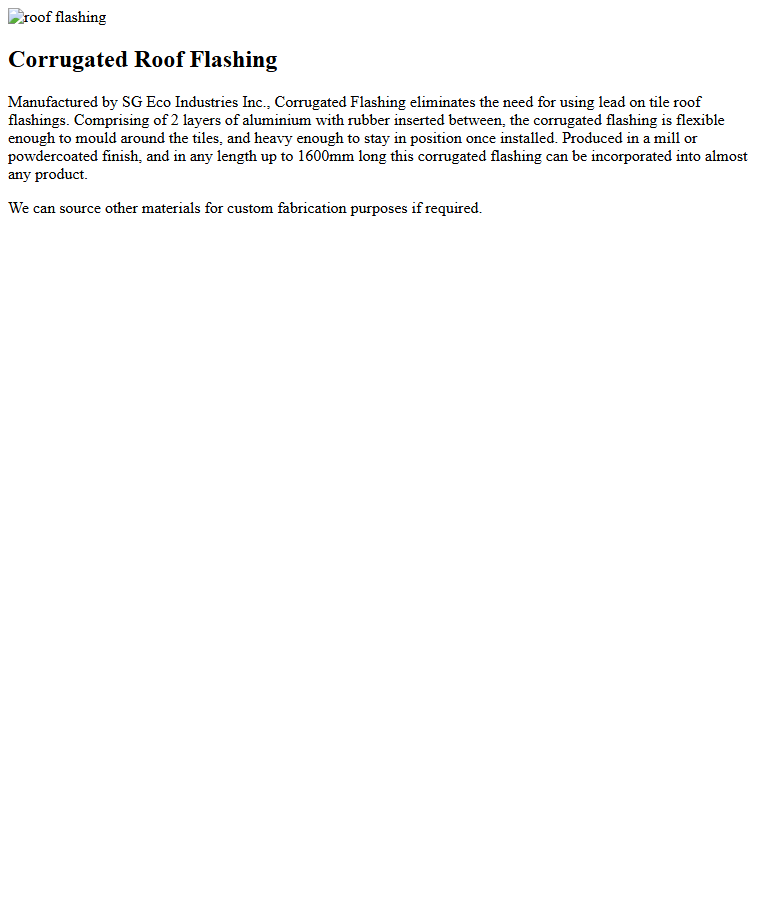 roof flashing
Corrugated Roof Flashing
Manufactured by SG Eco Industries Inc., Corrugated Flashing eliminates the need for using lead on tile roof
flashings. Comprising of 2 layers of aluminium with rubber inserted between, the corrugated flashing is flexible
enough to mould around the tiles, and heavy enough to stay in position once installed. Produced in a mill or
powdercoated finish, and in any length up to 1600mm long this corrugated flashing can be incorporated into almost
any product.
We can source other materials for custom fabrication purposes if required.